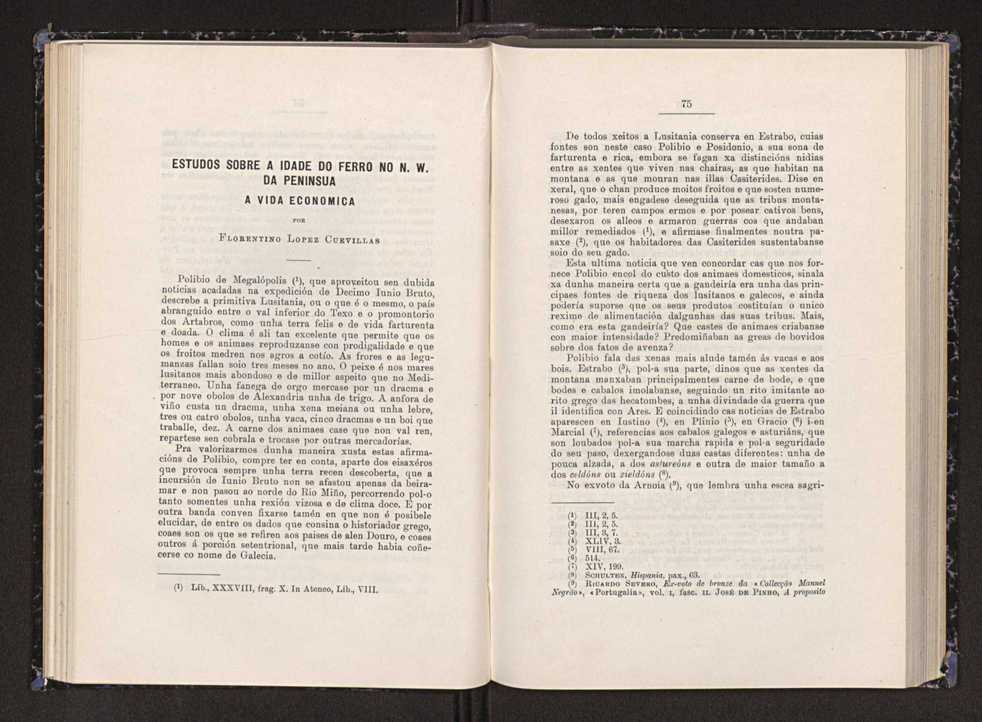 ESTUDOS SOBRE A IDADE DO FERRO NO N. W.
DA PENINSUA
A VIDA ECONOMICA
POR
FLORENTINO LOPEZ CUEVILLAS
Polibio de Megalópolis (¹), que aproveitou sen dubida
noticias acadadas na expedición de Decimo Iunio Bruto,
describe a primitiva Lusitania, ou o que é o mesmo, o país
abranguido entre o val inferior do Texo e o promontorio
dos Artabros, como unha terra felis e de vida farturenta
e doada. O clima é ali tan excelente que permite que os
homes e os animaes reproduzanse con prodigalidade e que
os froitos medren nos agros a cotío. As frores e as legu-
manzas fallan soio tres meses no ano. O peixe é nos mares
lusitanos mais abondoso e de millor aspeito que no Medi-
terraneo. Unha fanega de orgo mercase por un dracma e
por nove obolos de Alexandria unha de trigo. A anfora de
viño custa un dracma, unha xena meiana ou unha lebre,
tres ou catro obolos, unha vaca, cinco dracmas e un boi que
traballe, dez. A carne dos animaes case que non val ren,
repartese sen cobrala e trocase por outras mercadorías.
Pra valorizarmos dunha maneira xusta estas afirma-
cións de Polibio, compre ter en conta, aparte dos eisaxéros
que provoca sempre unha terra recen descoberta, que a
incursión de Iunio Bruto non se afastou apenas da beira-
mar e non pasou ao norde do Rio Miño, percorrendo pol-o
tanto somentes unha rexión vizosa e de clima doce. E por
outra banda conven fixarse tamén en que non é posibele
elucidar, de entre os dados que consina o historiador grego,
coaes son os que se refiren aos paises de alen Douro, e coaes
outros á porción setentrional, que mais tarde habia coñe-
cerse co nome de Galecia.
(¹) Lib., XXXVIII, frag. X. In Ateneo, Lib., VIII.
75
De todos xeitos a Lusitania conserva en Estrabo, cuias
fontes son neste caso Polibio e Posidonio, a sua sona de
farturenta e rica, embora se fagan xa distincións nidias
entre as xentes que viven nas chairas, as que habitan na
montana e as que mouran nas illas Casiterides. Dise en
xeral, que o chan produce moitos froitos e que sosten nume-
roso gado, mais engadese deseguida que as tribus monta-
nesas, por teren campos ermos e por posear cativos bens,
desexaron os alleos e armaron guerras cos que andaban
millor remediados (¹), e afirmase finalmentes noutra pa-
saxe (²), que os habitadores das Casiterides sustentabanse
soio do seu gado.
Esta ultima noticia que ven concordar cas que nos for-
nece Polibio encol do custo dos animaes domesticos, sinala
xa dunha maneira certa que a gandeiría era unha das prin-
cipaes fontes de riqueza dos lusitanos e galecos, e ainda
podería suporse que os seus produtos costituian o unico
rexime de alimentación dalgunhas das suas tribus. Mais,
como era esta gandeiría? Que castes de animaes criabanse
con maior intensidade? Predomiñaban as greas de bovidos
sobre dos fatos de avenza?
Polibio fala das xenas mais alude tamén ás vacas e aos
bois. Estrabo (³), pol-a sua parte, dinos que as xentes da
montana manxaban principalmentes carne de bode, e que
bodes e cabalos imolabanse, seguindo un rito imitante ao
rito grego das hecatombes, a unha divindade da guerra que
il identifica con Ares. E coincidindo cas noticias de Estrabo
aparescen en Iustino (⁴), en Plinio (⁵), en Gracio (⁶) i-en
Marcial (⁷), referencias aos cabalos galegos e asturiáns, que
son loubados pol-a sua marcha rapida e pol-a seguridade
do seu paso, dexergandose duas castas diferentes: unha de
pouca alzada, a dos astureóns e outra de maior tamaño a
dos celdóns ou zieldóns (⁸).
No exvoto da Arnoia (⁹), que lembra unha escea sagri-
(¹) III, 2, 5.
(²) III, 2, 5.
(³) III, 3, 7.
(⁴) XLIV, 3.
(⁵) VIII, 67.
(⁶) 514.
(⁷) XIV, 199.
(⁸) SCHULTEN, Hispania, pax., 63.
(⁹) RICARDO SEVERO, Ex-voto de bronze da «Collecção Manuel
Negrão», «Portugalia», vol. I, fasc. II. JOSÉ DE PINHO, A proposito